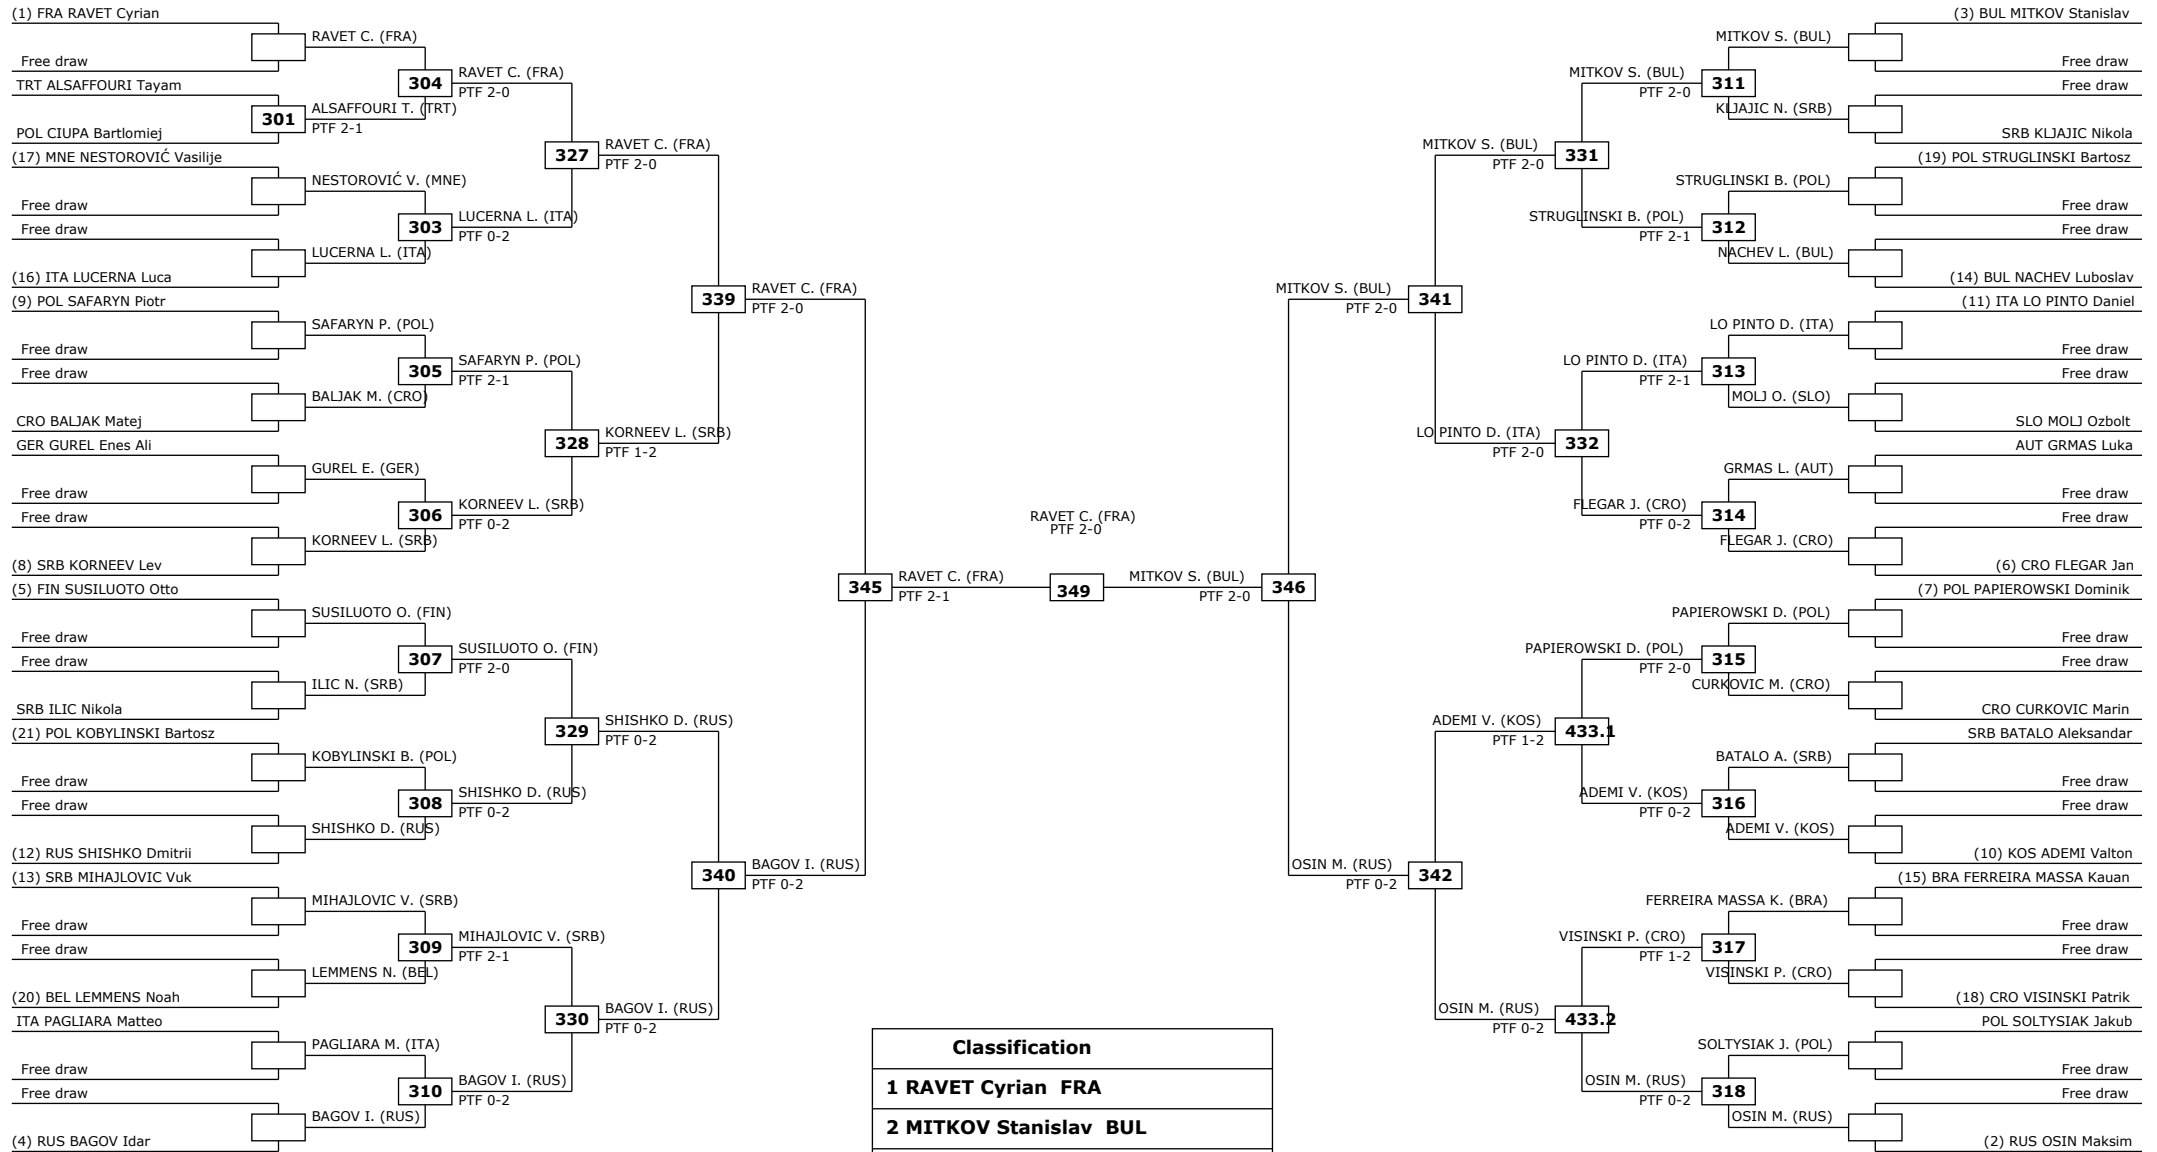 (1) FRA RAVET Cyrian
RAVET C. (FRA)
Free draw
304
RAVET C. (FRA)
PTF 2-0
TRT ALSAFFOURI Tayam
301
ALSAFFOURI T. (TRT)
PTF 2-1
POL CIUPA Bartlomiej
327
RAVET C. (FRA)
PTF 2-0
(17) MNE NESTOROVIĆ Vasilije
NESTOROVIĆ V. (MNE)
Free draw
303
LUCERNA L. (ITA)
PTF 0-2
Free draw
LUCERNA L. (ITA)
(16) ITA LUCERNA Luca
339
RAVET C. (FRA)
PTF 2-0
(9) POL SAFARYN Piotr
SAFARYN P. (POL)
Free draw
305
SAFARYN P. (POL)
PTF 2-1
Free draw
BALJAK M. (CRO)
CRO BALJAK Matej
328
KORNEEV L. (SRB)
PTF 1-2
GER GUREL Enes Ali
GUREL E. (GER)
Free draw
306
KORNEEV L. (SRB)
PTF 0-2
Free draw
KORNEEV L. (SRB)
(8) SRB KORNEEV Lev
345
RAVET C. (FRA)
PTF 2-1
(5) FIN SUSILUOTO Otto
SUSILUOTO O. (FIN)
Free draw
307
SUSILUOTO O. (FIN)
PTF 2-0
Free draw
ILIC N. (SRB)
SRB ILIC Nikola
329
SHISHKO D. (RUS)
PTF 0-2
(21) POL KOBYLINSKI Bartosz
KOBYLINSKI B. (POL)
Free draw
308
SHISHKO D. (RUS)
PTF 0-2
Free draw
SHISHKO D. (RUS)
(12) RUS SHISHKO Dmitrii
340
BAGOV I. (RUS)
PTF 0-2
(13) SRB MIHAJLOVIC Vuk
MIHAJLOVIC V. (SRB)
Free draw
309
MIHAJLOVIC V. (SRB)
PTF 2-1
Free draw
LEMMENS N. (BEL)
(20) BEL LEMMENS Noah
330
BAGOV I. (RUS)
PTF 0-2
ITA PAGLIARA Matteo
PAGLIARA M. (ITA)
Free draw
310
BAGOV I. (RUS)
PTF 0-2
Free draw
BAGOV I. (RUS)
(4) RUS BAGOV Idar
RAVET C. (FRA)
PTF 2-0
349
(3) BUL MITKOV Stanislav
MITKOV S. (BUL)
Free draw
MITKOV S. (BUL)
PTF 2-0
311
Free draw
KLJAJIC N. (SRB)
SRB KLJAJIC Nikola
MITKOV S. (BUL)
PTF 2-0
331
(19) POL STRUGLINSKI Bartosz
STRUGLINSKI B. (POL)
Free draw
STRUGLINSKI B. (POL)
PTF 2-1
312
Free draw
NACHEV L. (BUL)
(14) BUL NACHEV Luboslav
MITKOV S. (BUL)
PTF 2-0
341
(11) ITA LO PINTO Daniel
LO PINTO D. (ITA)
Free draw
LO PINTO D. (ITA)
PTF 2-1
313
Free draw
MOLJ O. (SLO)
SLO MOLJ Ozbolt
LO PINTO D. (ITA)
PTF 2-0
332
AUT GRMAS Luka
GRMAS L. (AUT)
Free draw
FLEGAR J. (CRO)
PTF 0-2
314
Free draw
FLEGAR J. (CRO)
(6) CRO FLEGAR Jan
MITKOV S. (BUL)
PTF 2-0
346
(7) POL PAPIEROWSKI Dominik
PAPIEROWSKI D. (POL)
Free draw
PAPIEROWSKI D. (POL)
PTF 2-0
315
Free draw
CURKOVIC M. (CRO)
CRO CURKOVIC Marin
ADEMI V. (KOS)
PTF 1-2
433.1
SRB BATALO Aleksandar
BATALO A. (SRB)
Free draw
ADEMI V. (KOS)
PTF 0-2
316
Free draw
ADEMI V. (KOS)
(10) KOS ADEMI Valton
OSIN M. (RUS)
PTF 0-2
342
(15) BRA FERREIRA MASSA Kauan
FERREIRA MASSA K. (BRA)
Free draw
VISINSKI P. (CRO)
PTF 1-2
317
Free draw
VISINSKI P. (CRO)
(18) CRO VISINSKI Patrik
OSIN M. (RUS)
PTF 0-2
433.2
POL SOLTYSIAK Jakub
SOLTYSIAK J. (POL)
Free draw
OSIN M. (RUS)
PTF 0-2
318
Free draw
OSIN M. (RUS)
(2) RUS OSIN Maksim
Classification
1 RAVET Cyrian FRA
2 MITKOV Stanislav BUL